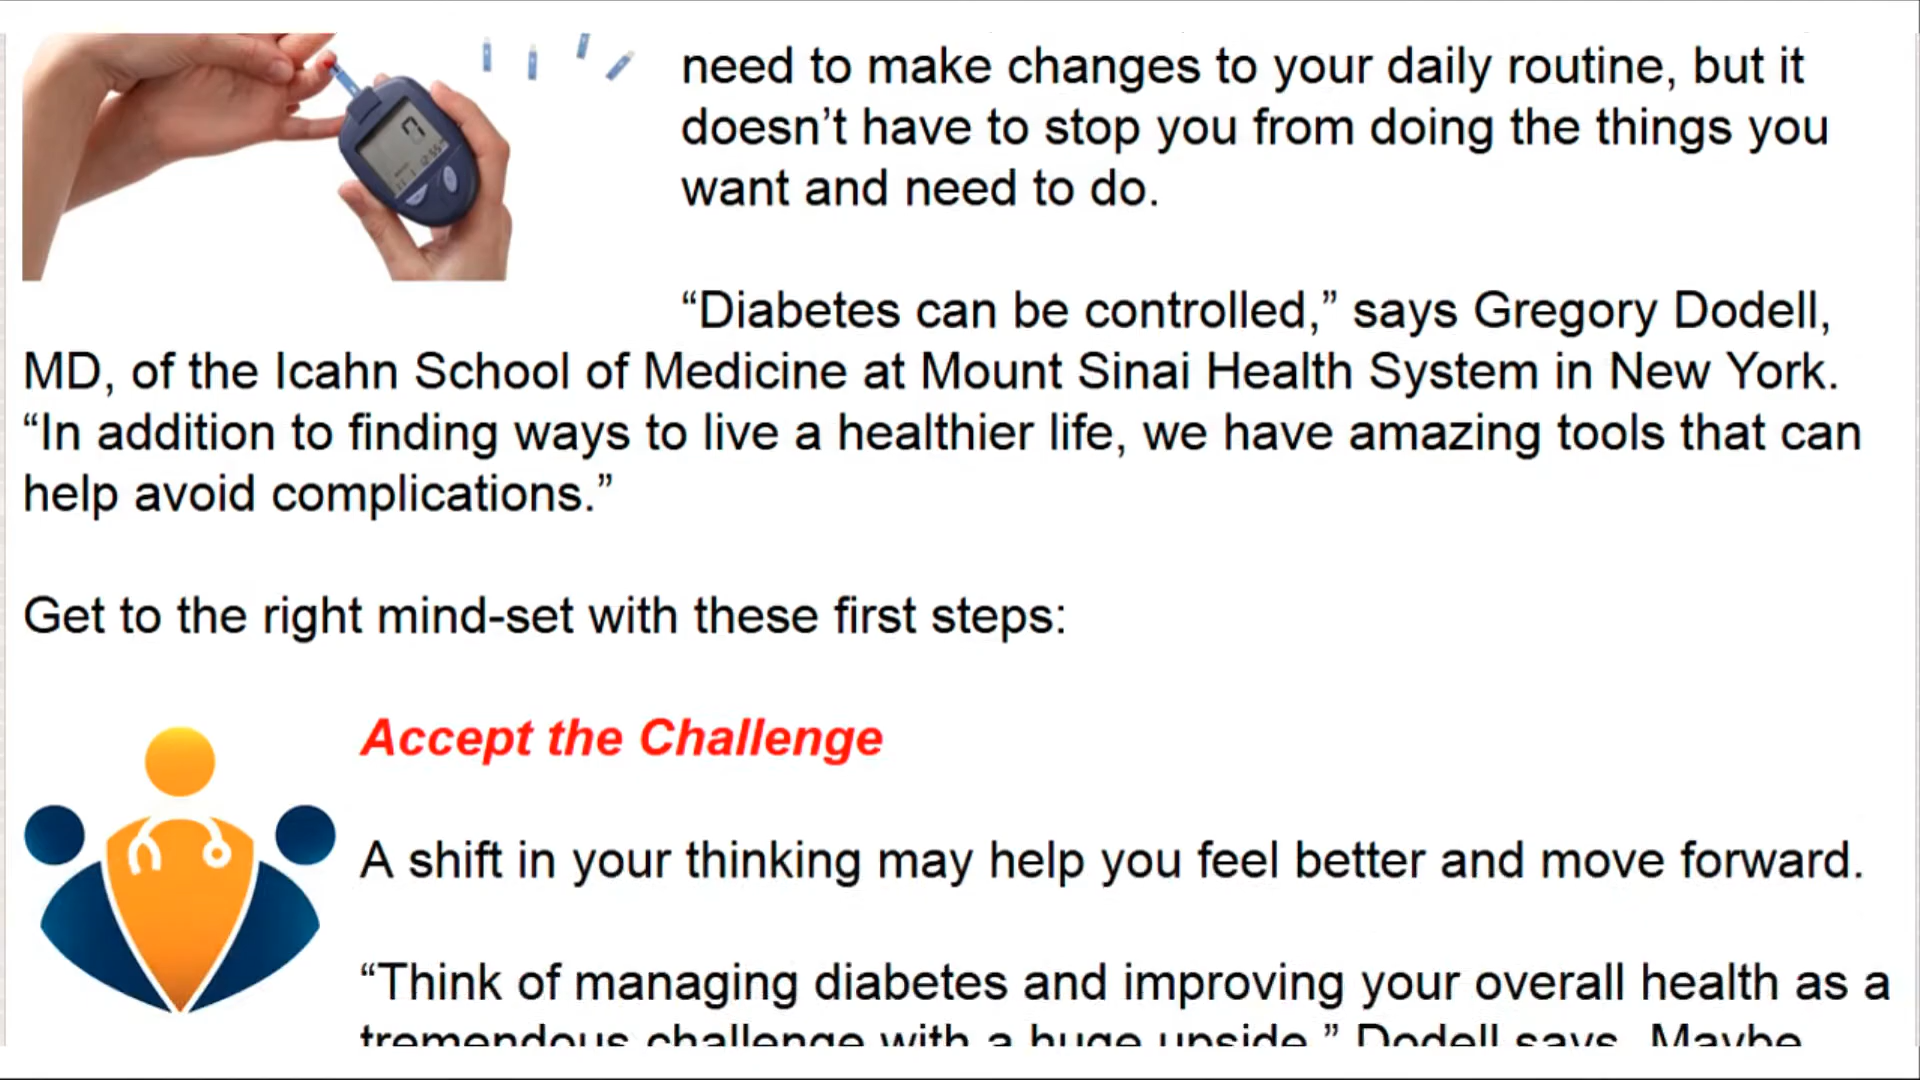 need to make changes to your daily routine, but it
doesn’t have to stop you from doing the things you
want and need to do.
“Diabetes can be controlled,” says Gregory Dodell,
MD, of the Icahn School of Medicine at Mount Sinai Health System in New York.
“In addition to finding ways to live a healthier life, we have amazing tools that can
help avoid complications.”
Get to the right mind-set with these first steps:
Accept the Challenge
A shift in your thinking may help you feel better and move forward.
“Think of managing diabetes and improving your overall health as a
tremendous challenge with a huge upside,” Dodell says. Maybe